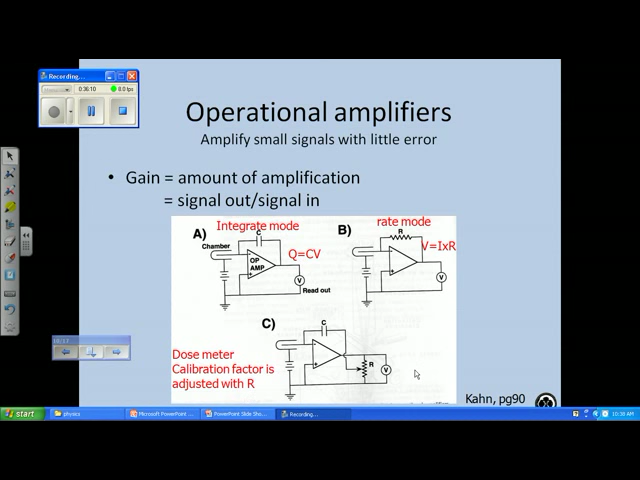 Recording...
0:36:10
0.0 fps
Operational amplifiers
Amplify small signals with little error
• Gain = amount of amplification
= signal out/signal in
A)
Integrate mode
C
Chamber
OP
AMP
Q=CV
V
Read out
B)
rate mode
R
V=IxR
V
C)
C
R
V
Dose meter
Calibration factor is
adjusted with R
Kahn, pg90
start
physics
Microsoft PowerPoint ...
PowerPoint Slide Sho...
Recording...
10:38 AM